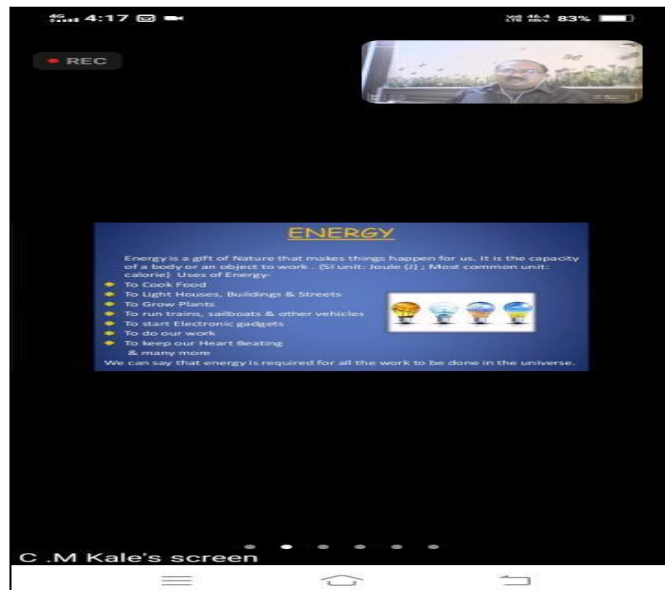 4G 4:17 83%
REC
ENERGY
Energy is a gift of Nature that makes things happen for us. It is the capacity
of a body or an object to work . (SI unit: Joule (J) ; Most common unit:
calorie) Uses of Energy-
To Cook Food
To Light Houses, Buildings & Streets
To Grow Plants
To run trains, sailboats & other vehicles
To start Electronic gadgets
To do our work
To keep our Heart Beating
& many more
We can say that energy is required for all the work to be done in the universe.
C .M Kale's screen